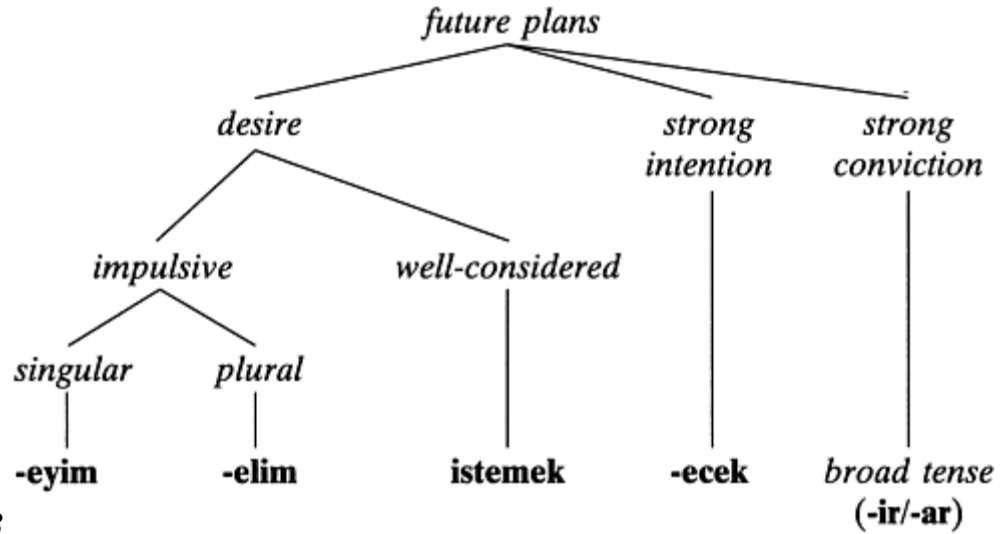 future plans
desire
strong
intention
strong
conviction
impulsive
well-considered
singular
plural
-eyim
-elim
istemek
-ecek
broad tense
(-ir/-ar)